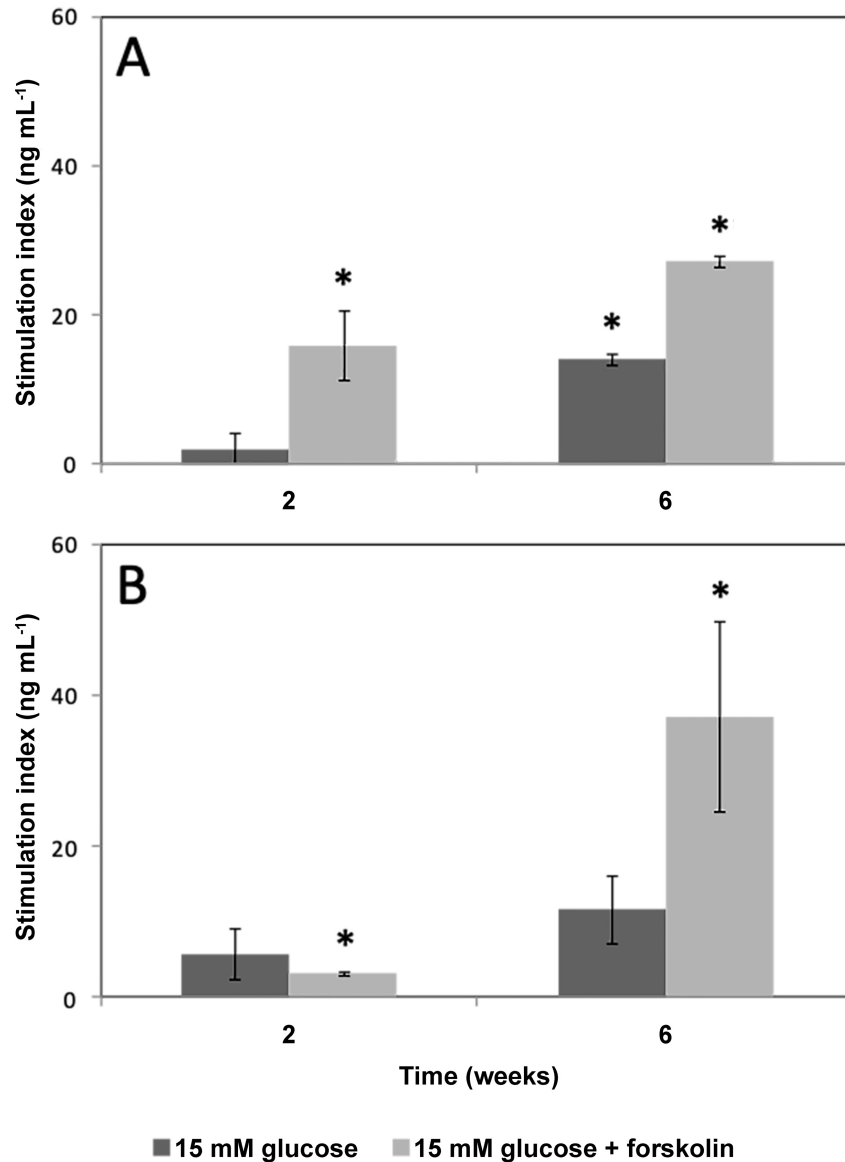 A
Stimulation index (ng mL⁻¹)
60
40
20
0
*
*
*
2
6
B
Stimulation index (ng mL⁻¹)
60
40
20
0
*
*
2
6
Time (weeks)
15 mM glucose 15 mM glucose + forskolin